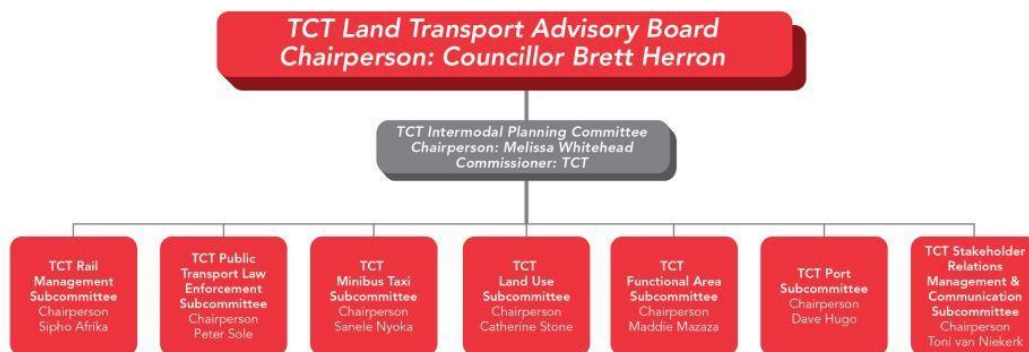 TCT Land Transport Advisory Board
Chairperson: Councillor Brett Herron
TCT Intermodal Planning Committee
Chairperson: Melissa Whitehead
Commissioner: TCT
TCT Rail
Management
Subcommittee
Chairperson
Sipho Afrika
TCT Public
Transport Law
Enforcement
Subcommittee
Chairperson
Peter Sole
TCT
Minibus Taxi
Subcommittee
Chairperson
Sanele Nyoka
TCT
Land Use
Subcommittee
Chairperson
Catherine Stone
TCT
Functional Area
Subcommittee
Chairperson
Maddie Mazaza
TCT Port
Subcommittee
Chairperson
Dave Hugo
TCT Stakeholder
Relations
Management &
Communication
Subcommittee
Chairperson
Toni van Niekerk